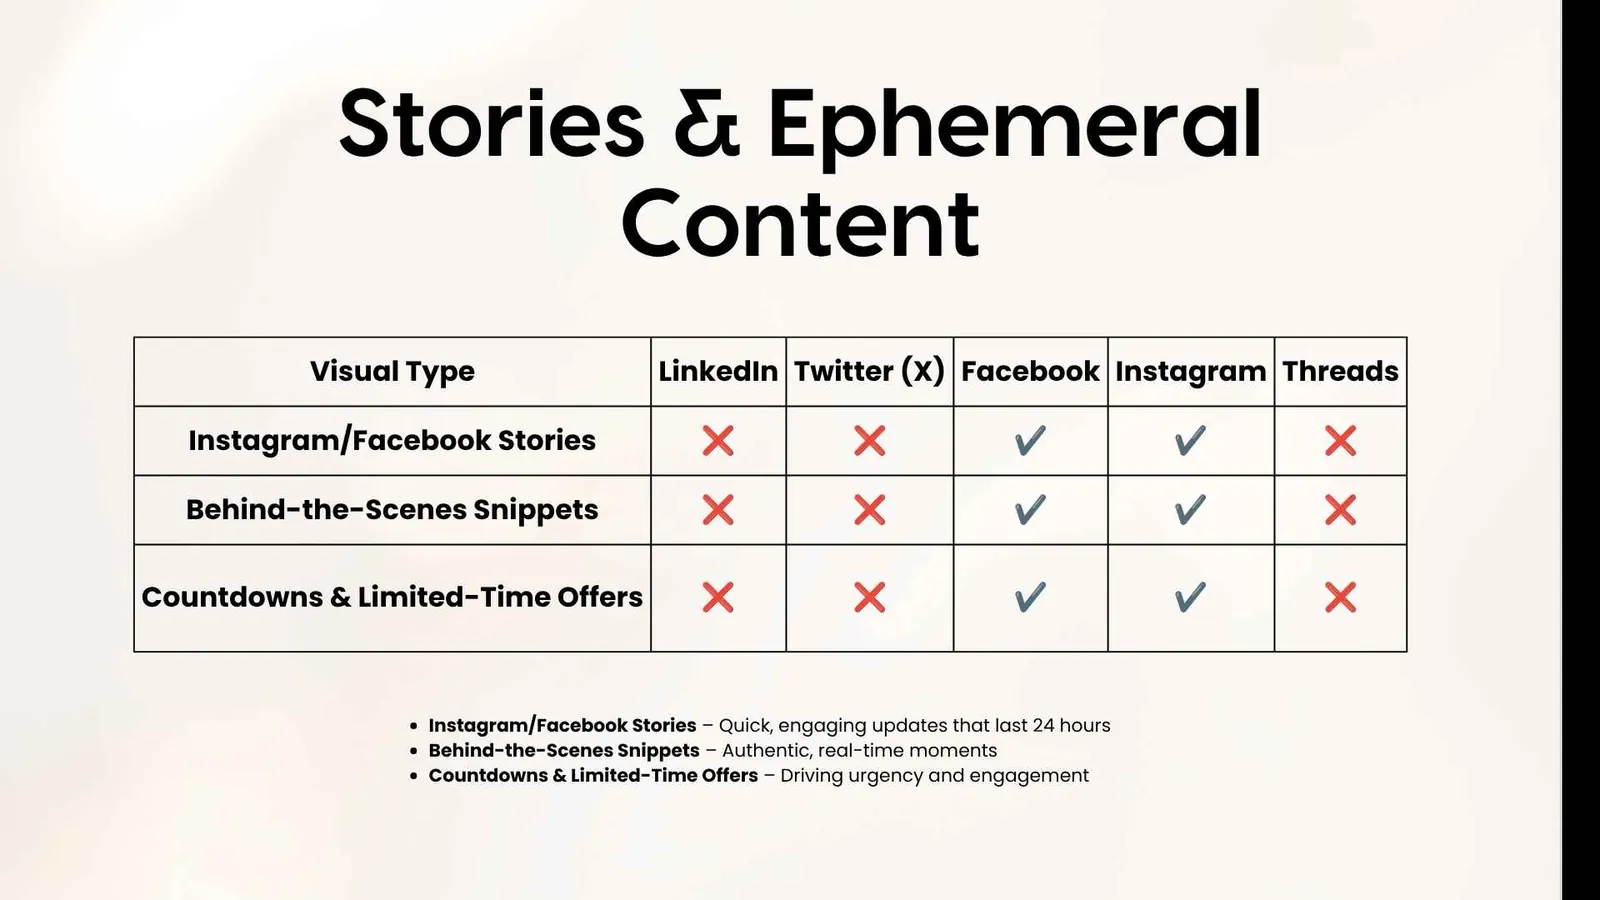 Stories & Ephemeral
Content
Visual Type LinkedIn Twitter (X) Facebook Instagram Threads
Instagram/Facebook Stories ❌ ❌ ✔ ✔ ❌
Behind-the-Scenes Snippets ❌ ❌ ✔ ✔ ❌
Countdowns & Limited-Time Offers ❌ ❌ ✔ ✔ ❌
• Instagram/Facebook Stories – Quick, engaging updates that last 24 hours
• Behind-the-Scenes Snippets – Authentic, real-time moments
• Countdowns & Limited-Time Offers – Driving urgency and engagement